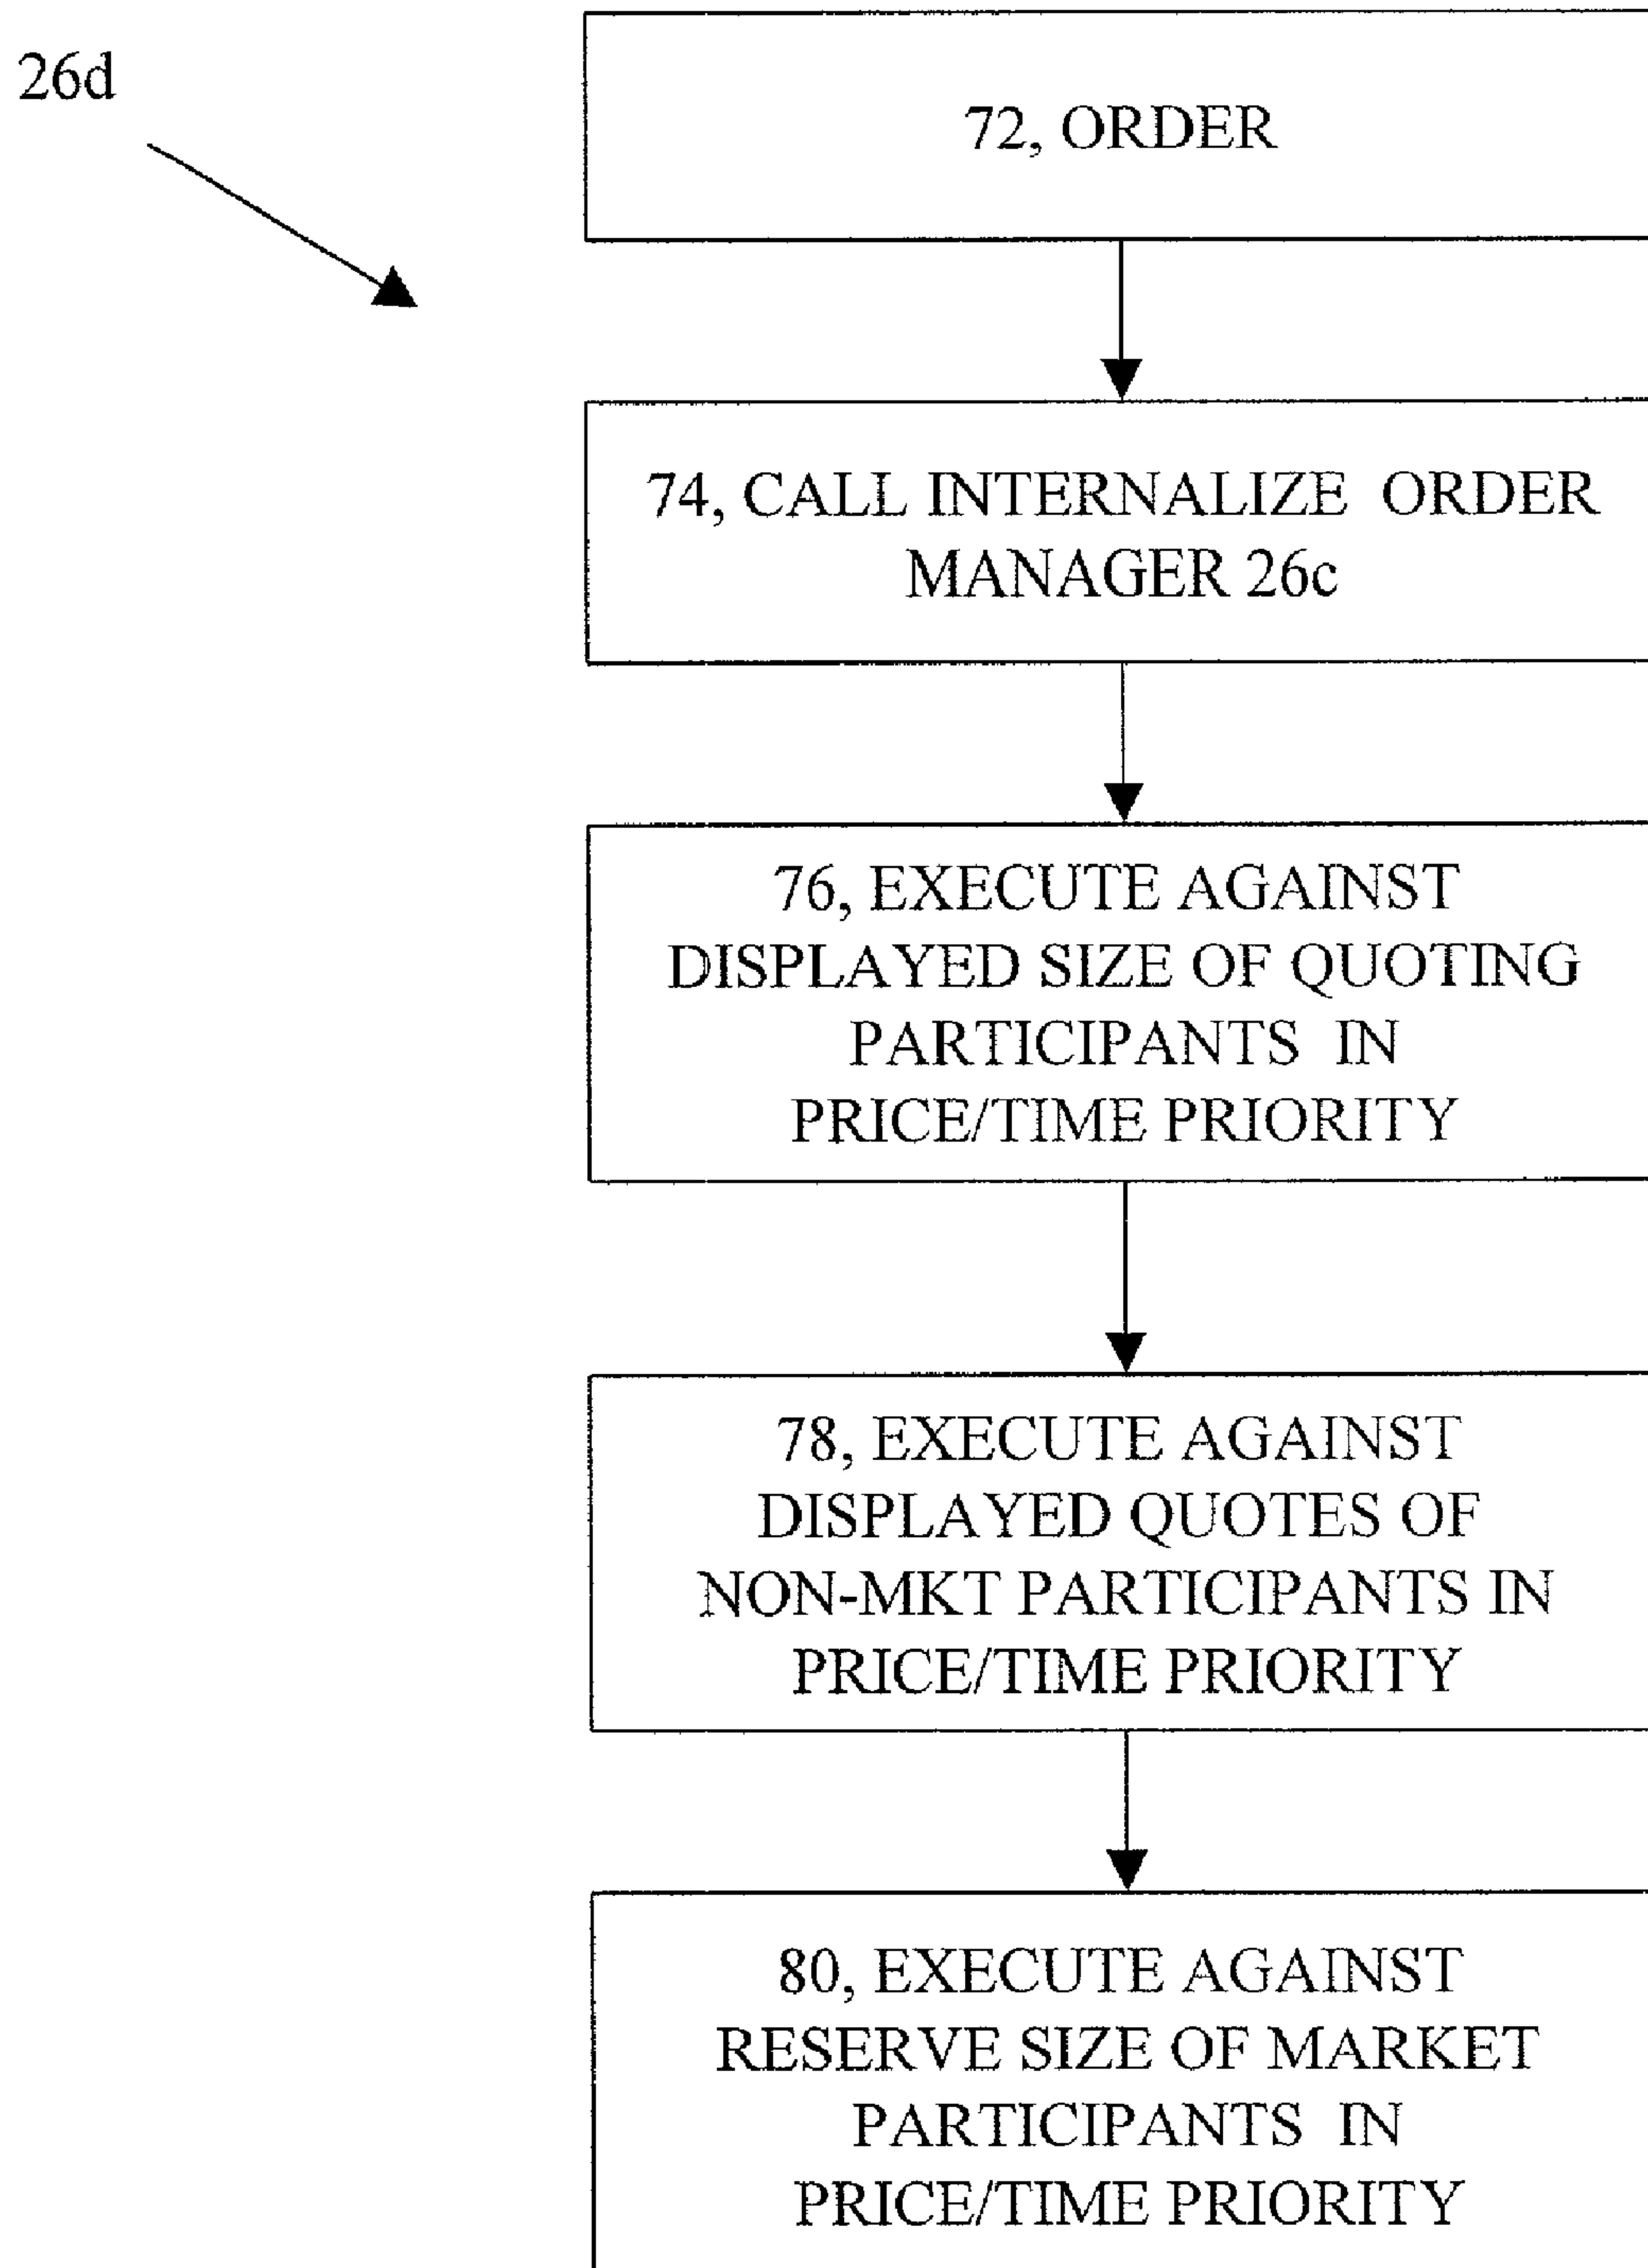 26d
72, ORDER
74, CALL INTERNALIZE ORDER
MANAGER 26c
76, EXECUTE AGAINST
DISPLAYED SIZE OF QUOTING
PARTICIPANTS IN
PRICE/TIME PRIORITY
78, EXECUTE AGAINST
DISPLAYED QUOTES OF
NON-MKT PARTICIPANTS IN
PRICE/TIME PRIORITY
80, EXECUTE AGAINST
RESERVE SIZE OF MARKET
PARTICIPANTS IN
PRICE/TIME PRIORITY